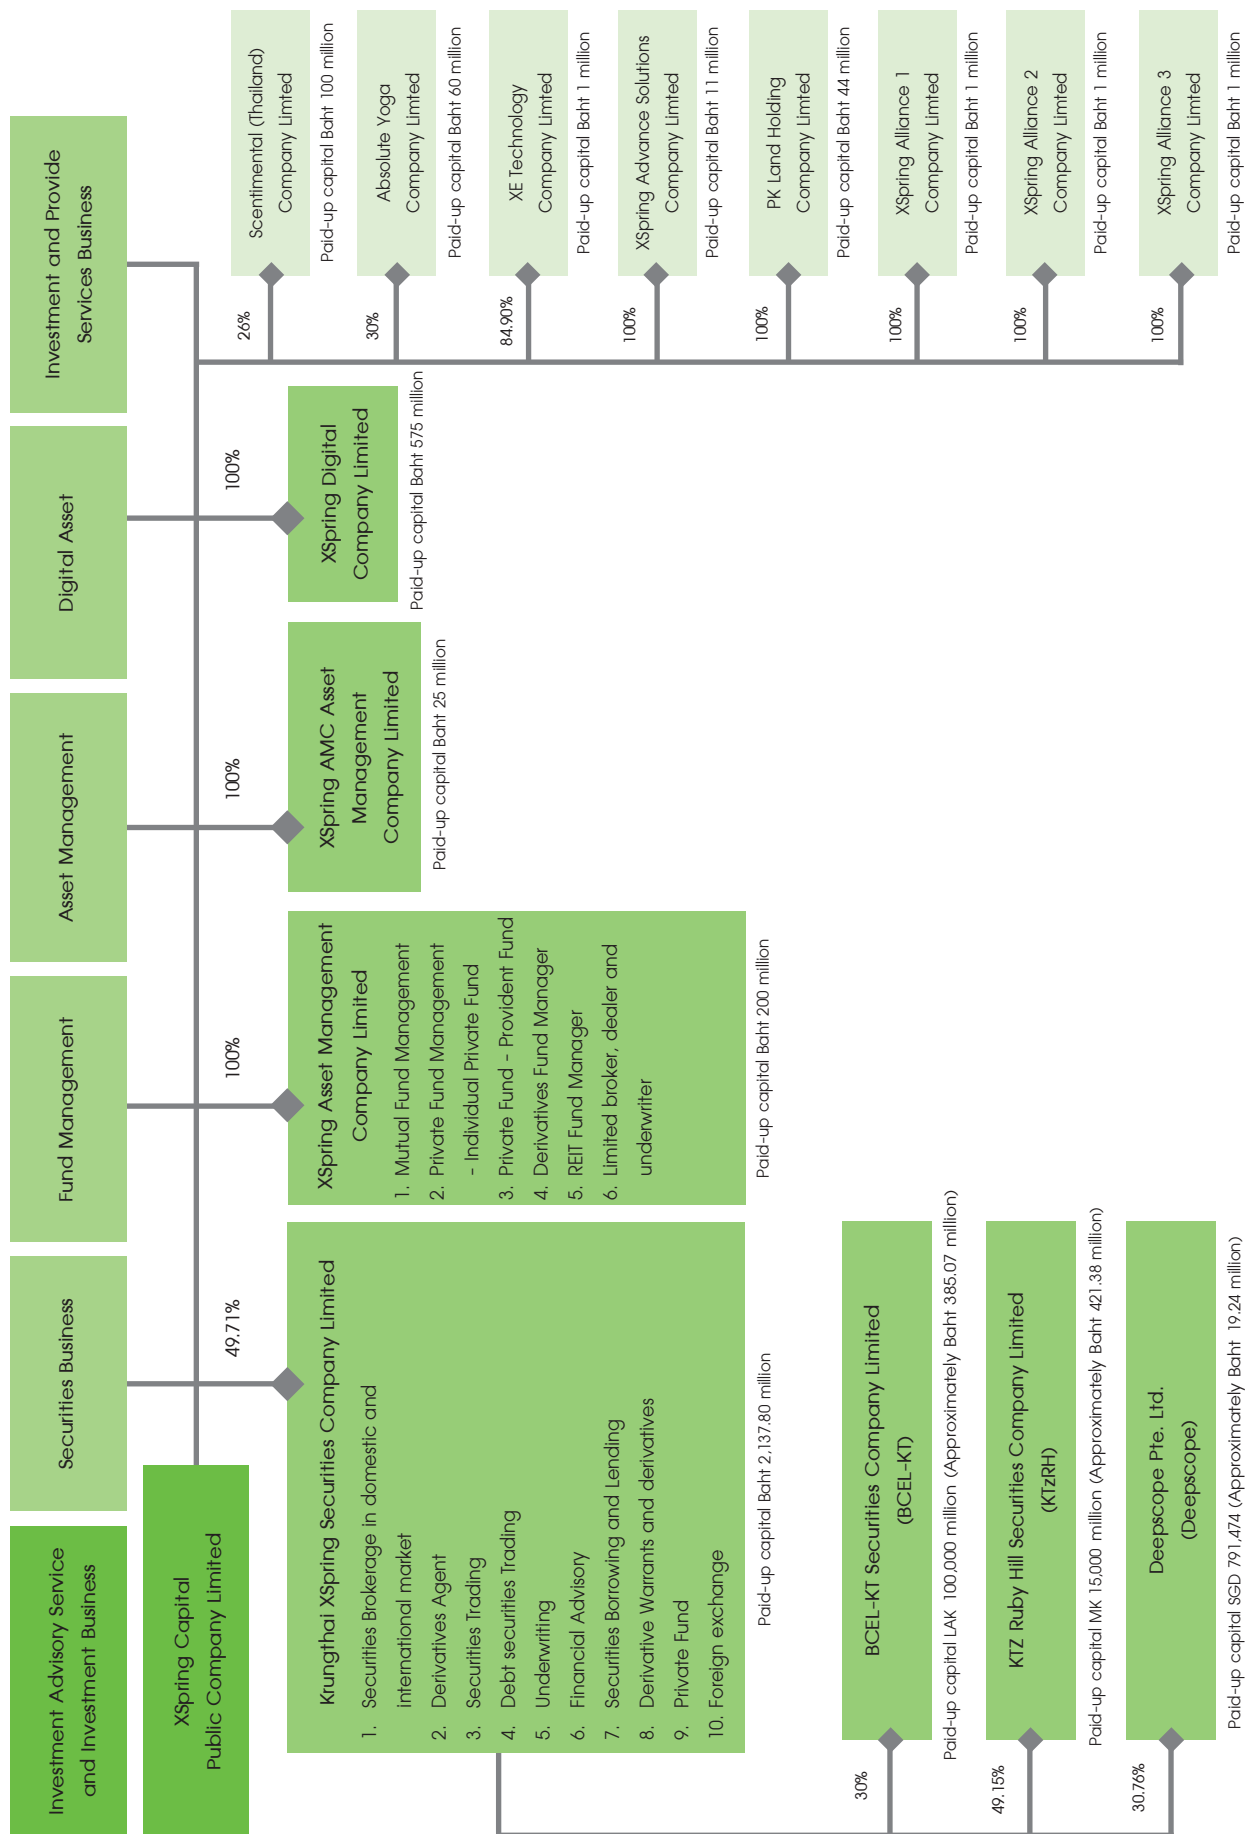 Investment Advisory Service
and Investment Business
Securities Business
Fund Management
Asset Management
Digital Asset
Investment and Provide
Services Business
XSpring Capital
Public Company Limited
49.71%
100%
100%
100%
Krungthai XSpring Securities Company Limited
1. Securities Brokerage in domestic and
international market
2. Derivatives Agent
3. Securities Trading
4. Debt securities Trading
5. Underwriting
6. Financial Advisory
7. Securities Borrowing and Lending
8. Derivative Warrants and derivatives
9. Private Fund
10. Foreign exchange
Paid-up capital Baht 2,137.80 million
XSpring Asset Management
Company Limited
1. Mutual Fund Management
2. Private Fund Management
- Individual Private Fund
3. Private Fund - Provident Fund
4. Derivatives Fund Manager
5. REIT Fund Manager
6. Limited broker, dealer and
underwriter
Paid-up capital Baht 200 million
XSpring AMC Asset
Management
Company Limited
Paid-up capital Baht 25 million
XSpring Digital
Company Limited
Paid-up capital Baht 575 million
26%
Scentimental (Thailand)
Company Limted
Paid-up capital Baht 100 million
30%
Absolute Yoga
Company Limted
Paid-up capital Baht 60 million
84.90%
XE Technology
Company Limted
Paid-up capital Baht 1 million
100%
XSpring Advance Solutions
Company Limted
Paid-up capital Baht 11 million
100%
PK Land Holding
Company Limted
Paid-up capital Baht 44 million
100%
XSpring Alliance 1
Company Limted
Paid-up capital Baht 1 million
100%
XSpring Alliance 2
Company Limted
Paid-up capital Baht 1 million
100%
XSpring Alliance 3
Company Limted
Paid-up capital Baht 1 million
30%
BCEL-KT Securities Company Limited
(BCEL-KT)
Paid-up capital LAK 100,000 million (Approximately Baht 385.07 million)
49.15%
KTZ Ruby Hill Securities Company Limited
(KTzRH)
Paid-up capital MK 15,000 million (Approximately Baht 421.38 million)
30.76%
Deepscope Pte. Ltd.
(Deepscope)
Paid-up capital SGD 791,474 (Approximately Baht 19.24 million)